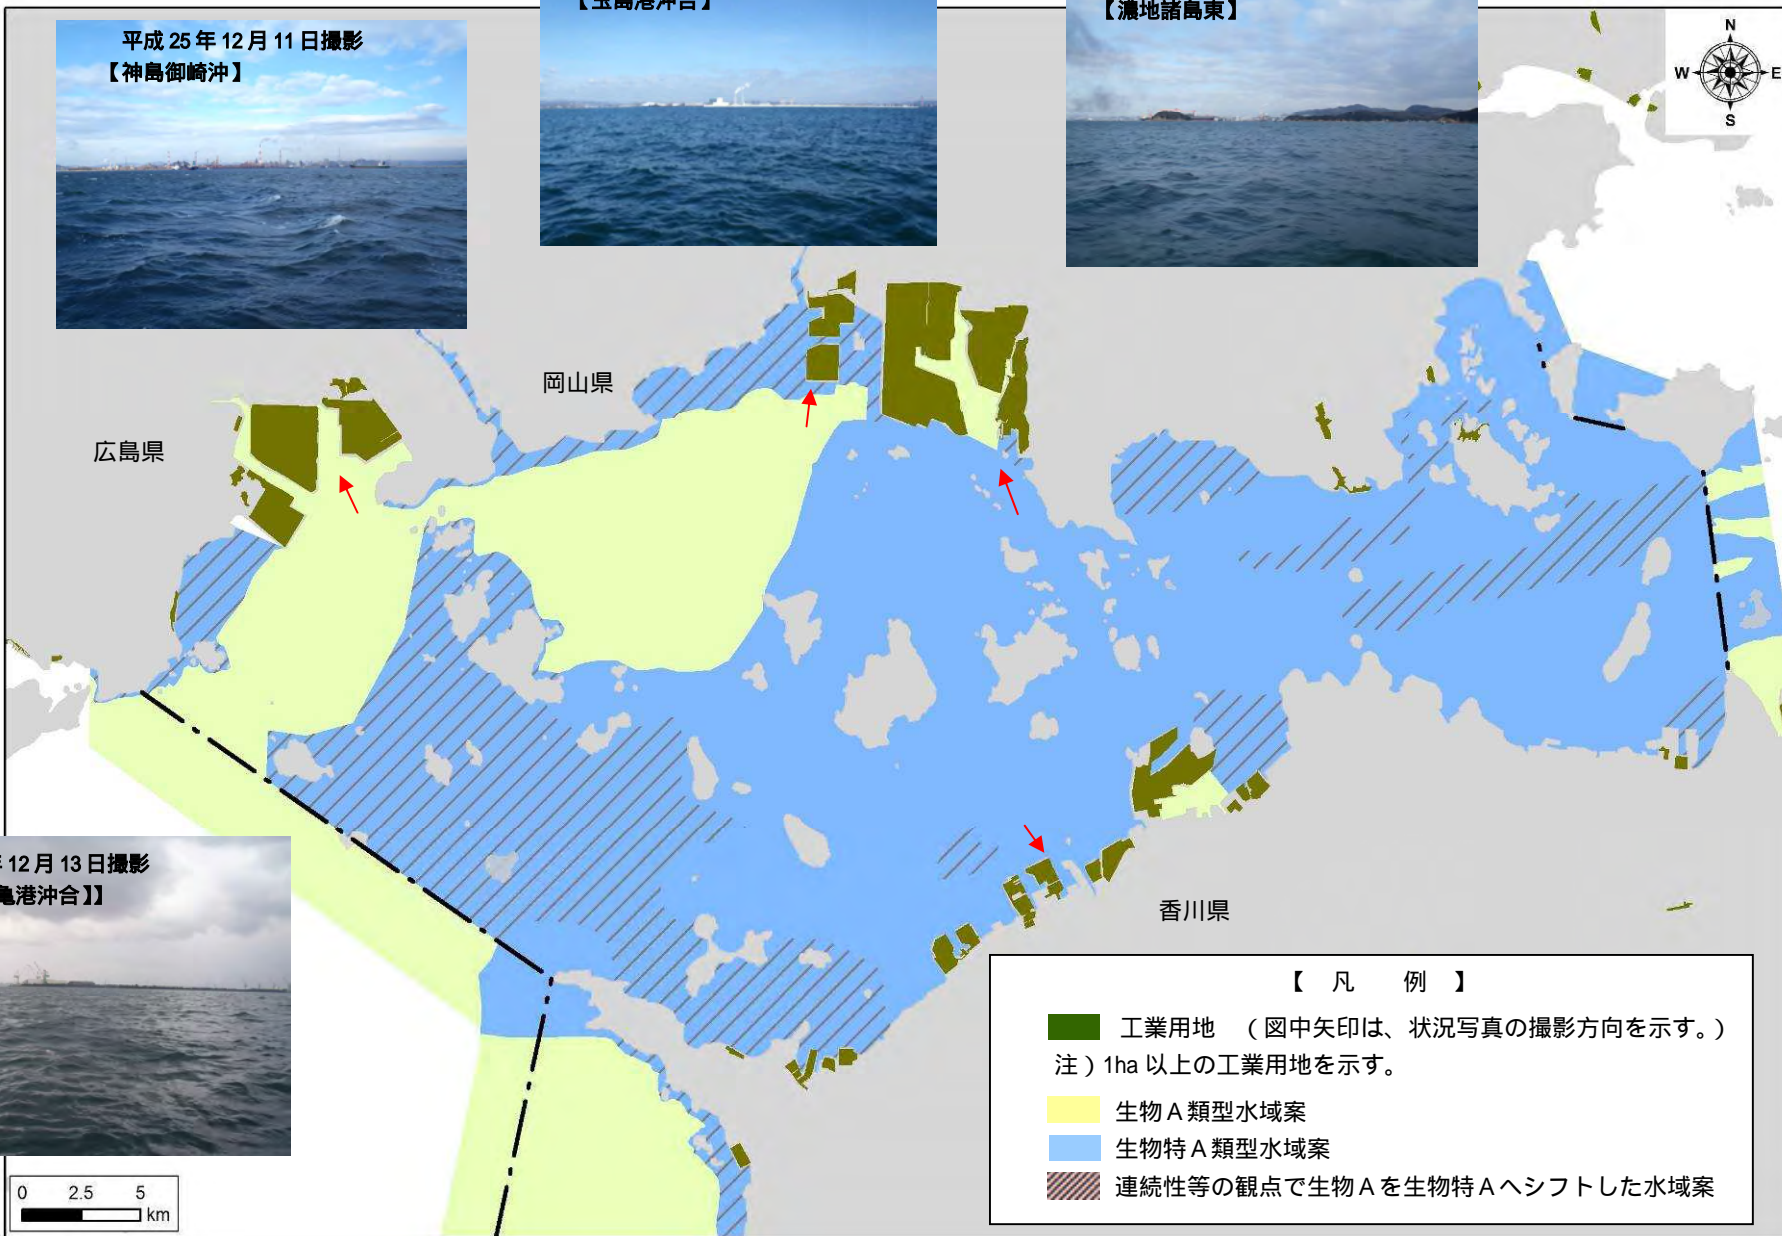 平成25年12月11日撮影
【神島御崎沖】
【玉島港沖合】
【濃地諸島東】
N
W
E
S
岡山県
広島県
12月13日撮影
亀港沖合】】
香川県
【 凡 例 】
工業用地 （図中矢印は、状況写真の撮影方向を示す。）
注）1ha以上の工業用地を示す。
生物A類型水域案
生物特A類型水域案
連続性等の観点で生物Aを生物特Aへシフトした水域案
0 2.5 5
km